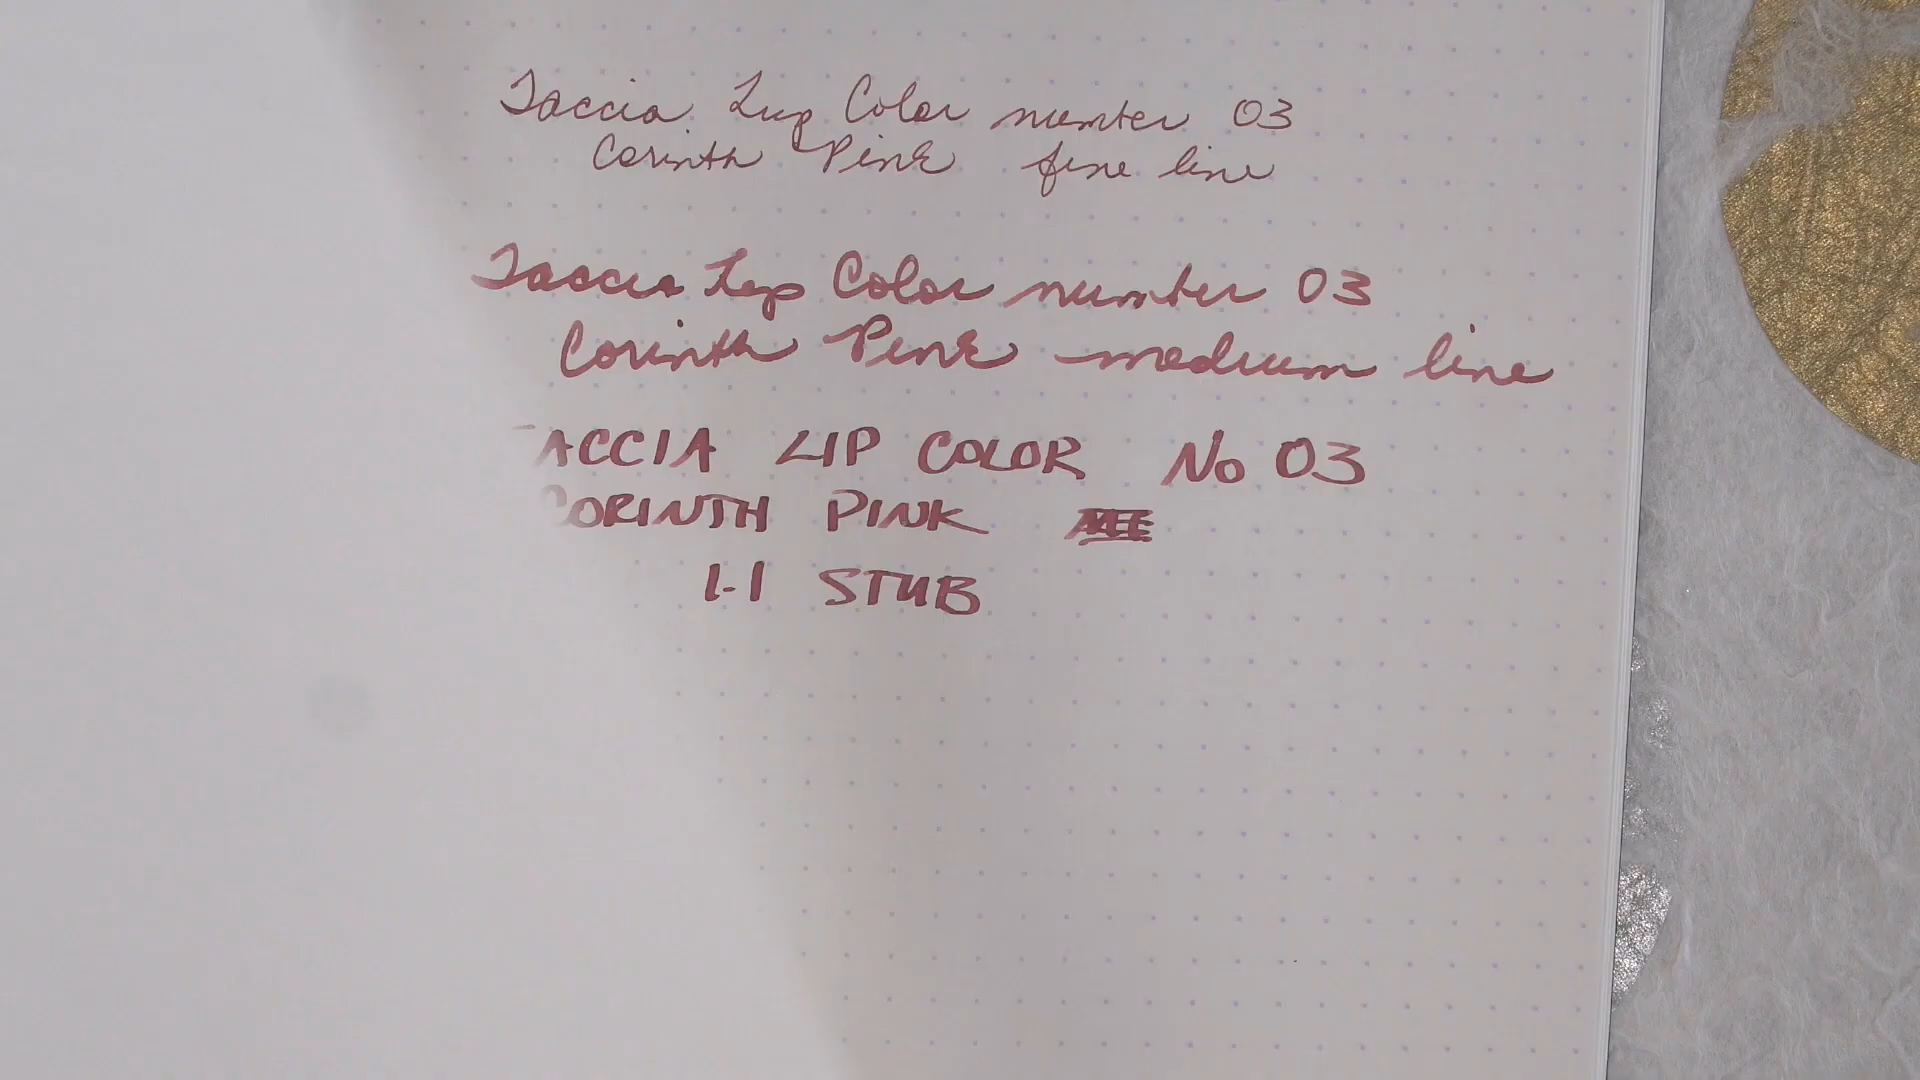 Taccia Lip Color number 03
Corinth Pink fine line
Taccia Lip Color number 03
Corinth Pink medium line
TACCIA LIP COLOR No 03
CORINTH PINK
1.1 STUB